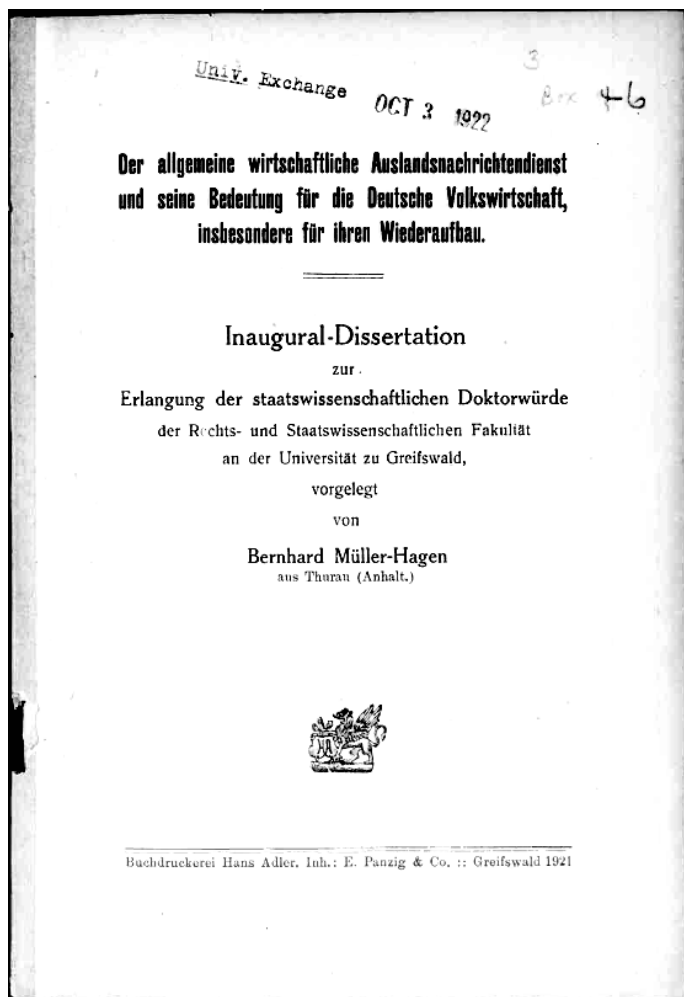 Univ. Exchange
OCT 3 1922
3
Box 46
Der allgemeine wirtschaftliche Auslandsnachrichtendienst
und seine Bedeutung für die Deutsche Volkswirtschaft,
insbesondere für ihren Wiederaufbau.
Inaugural-Dissertation
zur
Erlangung der staatswissenschaftlichen Doktorwürde
der Rechts- und Staatswissenschaftlichen Fakultät
an der Universität zu Greifswald,
vorgelegt
von
Bernhard Müller-Hagen
aus Thurau (Anhalt.)
Buchdruckerei Hans Adler, Inh.: E. Panzig & Co. :: Greifswald 1921